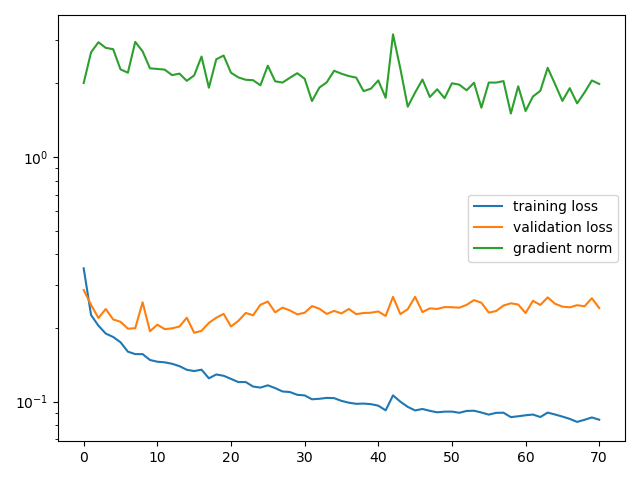 10⁰
10⁻¹
training loss
validation loss
gradient norm
0 10 20 30 40 50 60 70